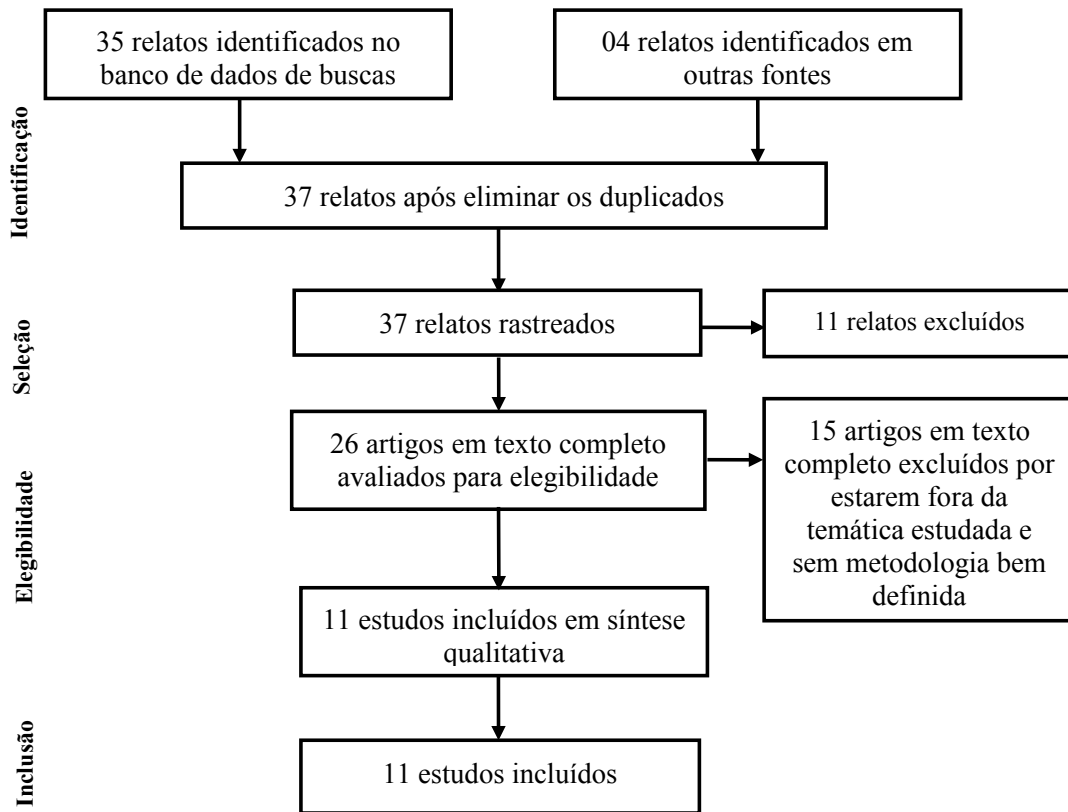 35 relatos identificados no
banco de dados de buscas
04 relatos identificados em
outras fontes
Identificação
37 relatos após eliminar os duplicados
Seleção
37 relatos rastreados
11 relatos excluídos
Elegibilidade
26 artigos em texto completo
avaliados para elegibilidade
15 artigos em texto
completo excluídos por
estarem fora da
temática estudada e
sem metodologia bem
definida
11 estudos incluídos em síntese
qualitativa
Inclusão
11 estudos incluídos